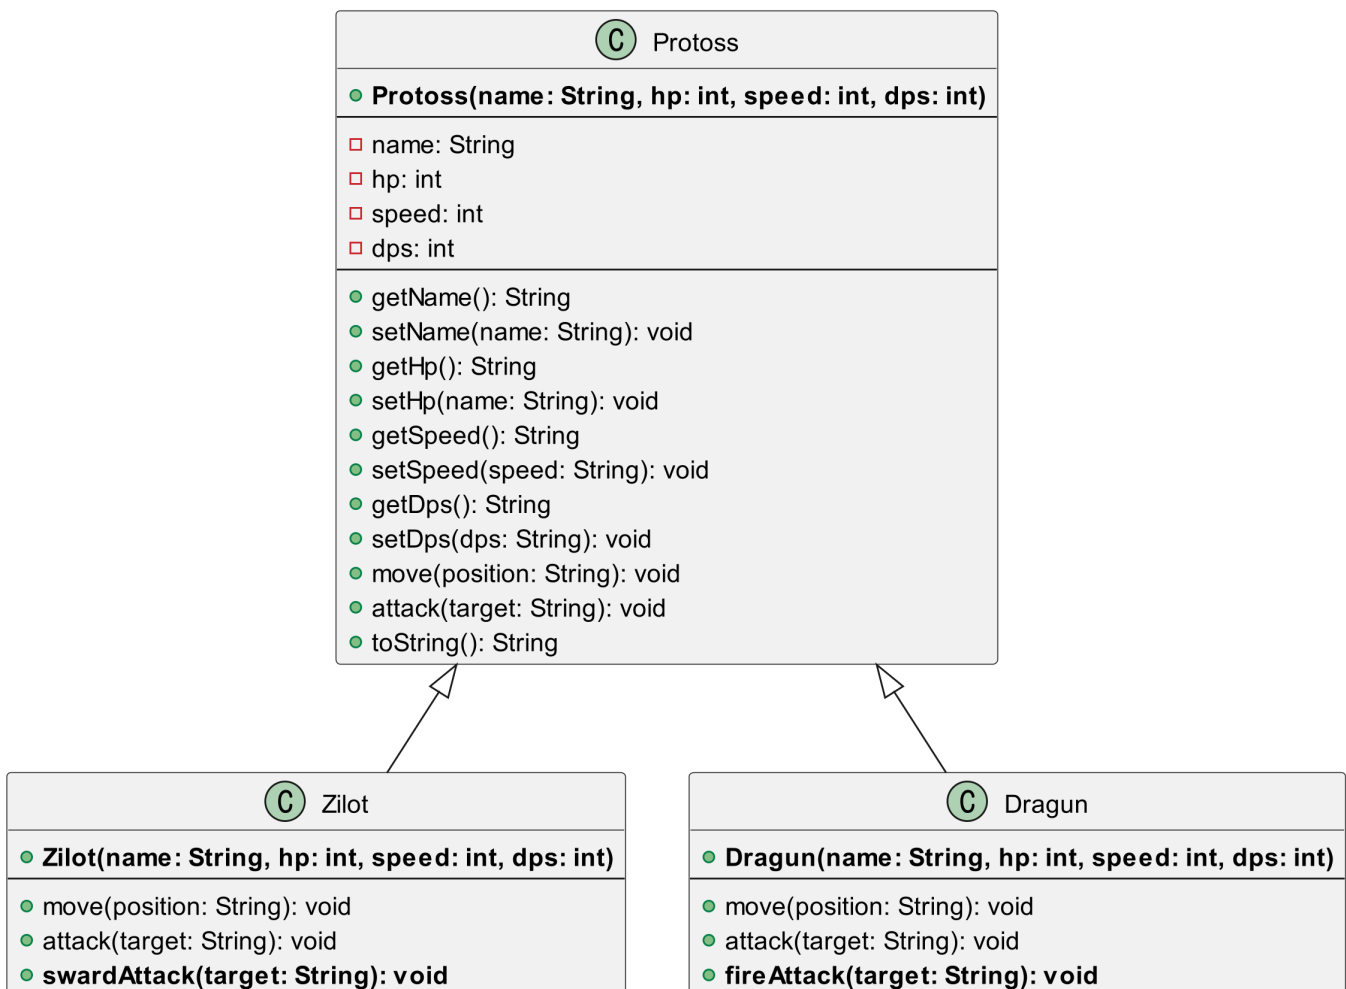 C Protoss
Protoss(name: String, hp: int, speed: int, dps: int)
name: String
hp: int
speed: int
dps: int
getName(): String
setName(name: String): void
getHp(): String
setHp(name: String): void
getSpeed(): String
setSpeed(speed: String): void
getDps(): String
setDps(dps: String): void
move(position: String): void
attack(target: String): void
toString(): String
C Zilot
Zilot(name: String, hp: int, speed: int, dps: int)
move(position: String): void
attack(target: String): void
swardAttack(target: String): void
C Dragun
Dragun(name: String, hp: int, speed: int, dps: int)
move(position: String): void
attack(target: String): void
fireAttack(target: String): void